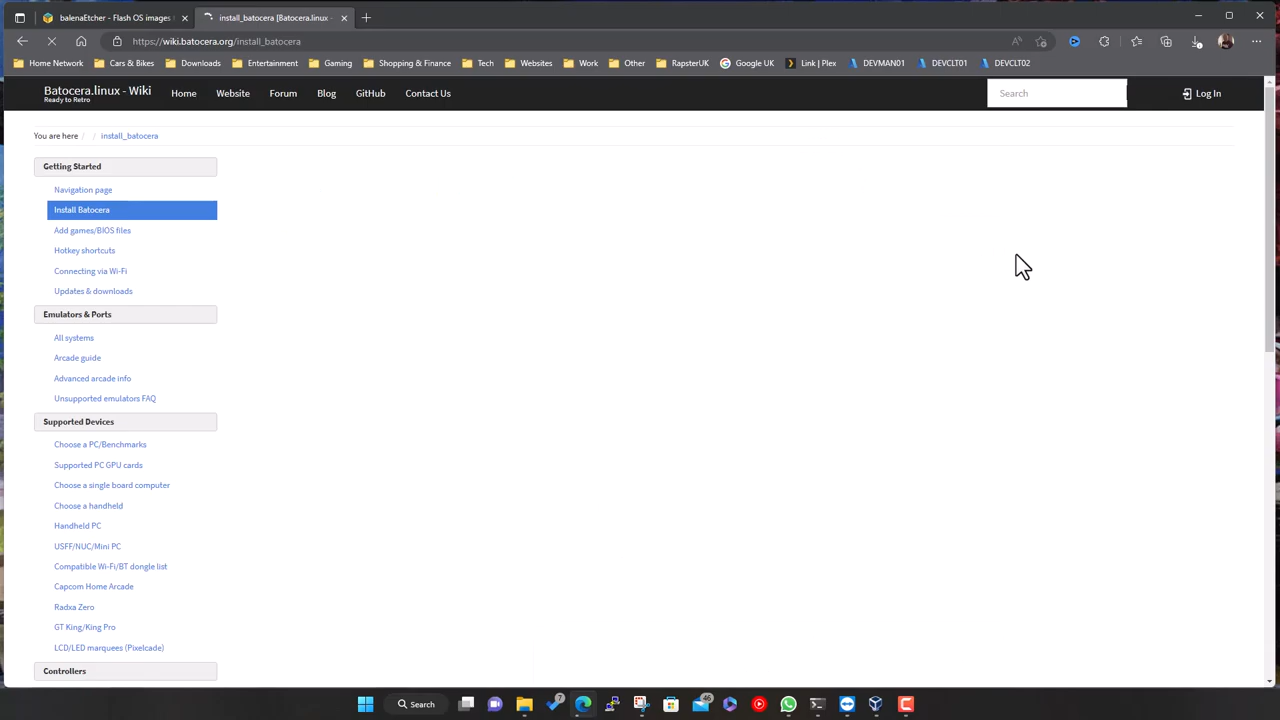 balenaEtcher - Flash OS images t
install_batocera [Batocera.linux -
https://wiki.batocera.org/install_batocera
Home Network
Cars & Bikes
Downloads
Entertainment
Gaming
Shopping & Finance
Tech
Websites
Work
Other
RapsterUK
Google UK
Link | Plex
DEVMAN01
DEVCLT01
DEVCLT02
Batocera.linux - Wiki
Ready to Retro
Home
Website
Forum
Blog
GitHub
Contact Us
Search
Log In
You are here / / install_batocera
Getting Started
Navigation page
Install Batocera
Add games/BIOS files
Hotkey shortcuts
Connecting via Wi-Fi
Updates & downloads
Emulators & Ports
All systems
Arcade guide
Advanced arcade info
Unsupported emulators FAQ
Supported Devices
Choose a PC/Benchmarks
Supported PC GPU cards
Choose a single board computer
Choose a handheld
Handheld PC
USFF/NUC/Mini PC
Compatible Wi-Fi/BT dongle list
Capcom Home Arcade
Radxa Zero
GT King/King Pro
LCD/LED marquees (Pixelcade)
Controllers
Search
7
46